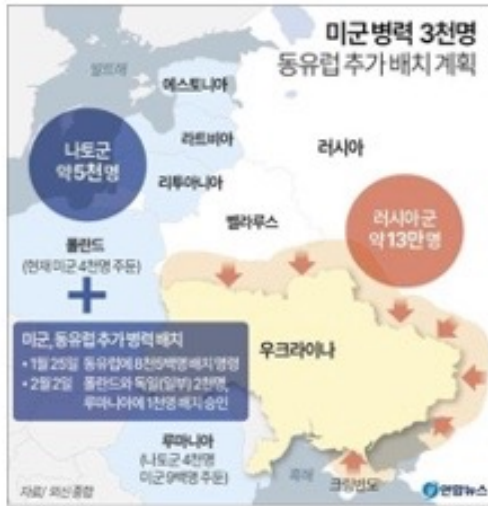 미군 병력 3천명
동유럽 추가 배치 계획
발트해
에스토니아
라트비아
리투아니아
러시아
벨라루스
나토군
약 5천 명
러시아 군
약 13만 명
폴란드
(현재 미군 4천명 주둔)
+
미군, 동유럽 추가 병력 배치
• 1월 25일 동유럽에 8천5백명 배치 명령
• 2월 2일 폴란드와 독일(일부) 2천명,
루마니아에 1천명 배치 승인
우크라이나
루마니아
(나토군 4천명
미군 9백명 주둔)
흑해
크림반도
자료/ 외신 종합
연합뉴스